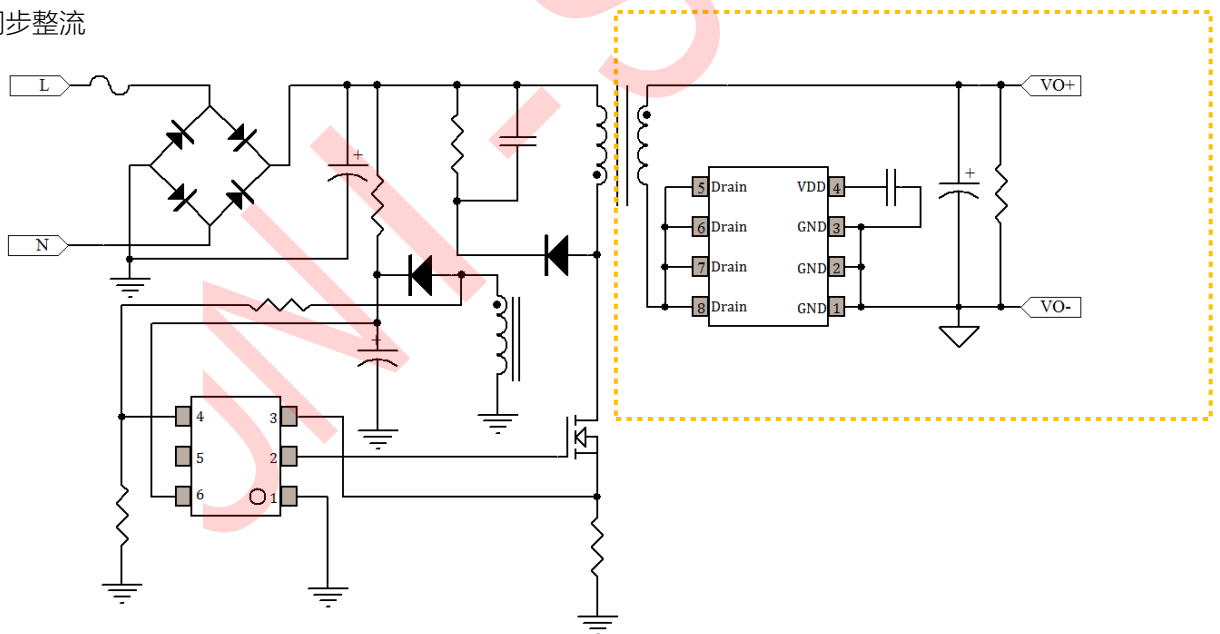 同步整流
L
VO+
5 Drain VDD 4
6 Drain GND 3
N
7 Drain GND 2
8 Drain GND 1
VO-
+
+
+
4 3
5 2
6 1